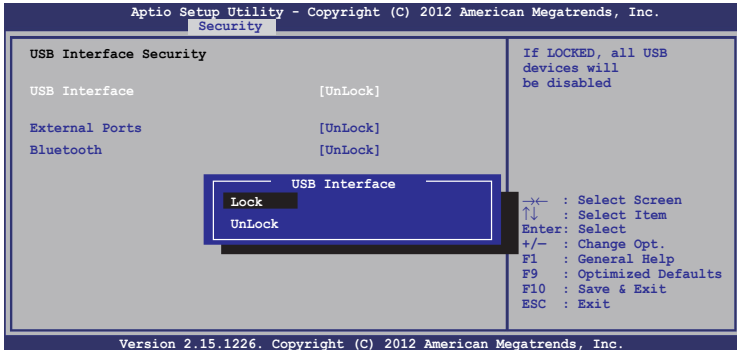 Aptio Setup Utility - Copyright (C) 2012 American Megatrends, Inc.
Security
USB Interface Security
USB Interface [UnLock]
External Ports [UnLock]
Bluetooth [UnLock]
USB Interface
Lock
UnLock
If LOCKED, all USB
devices will
be disabled
→← : Select Screen
↑↓ : Select Item
Enter: Select
+/— : Change Opt.
F1 : General Help
F9 : Optimized Defaults
F10 : Save & Exit
ESC : Exit
Version 2.15.1226. Copyright (C) 2012 American Megatrends, Inc.